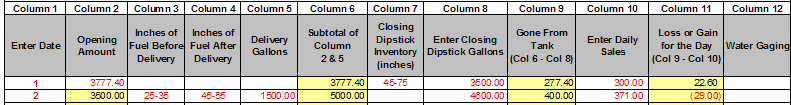 Column 1 Column 2 Column 3 Column 4 Column 5 Column 6 Column 7 Column 8 Column 9 Column 10 Column 11 Column 12
Enter Date Opening Amount Inches of Fuel Before Delivery Inches of Fuel After Delivery Delivery Gallons Subtotal of Column 2 & 5 Closing Dipstick Inventory (inches) Enter Closing Dipstick Gallons Gone From Tank (Col 6 - Col 8) Enter Daily Sales Loss or Gain for the Day (Col 9 - Col 10) Water Gaging
1 3777.40 3777.40 45-75 3500.00 277.40 300.00 22.60
2 3500.00 25-35 45-55 1500.00 5000.00 4600.00 400.00 371.00 (29.00)